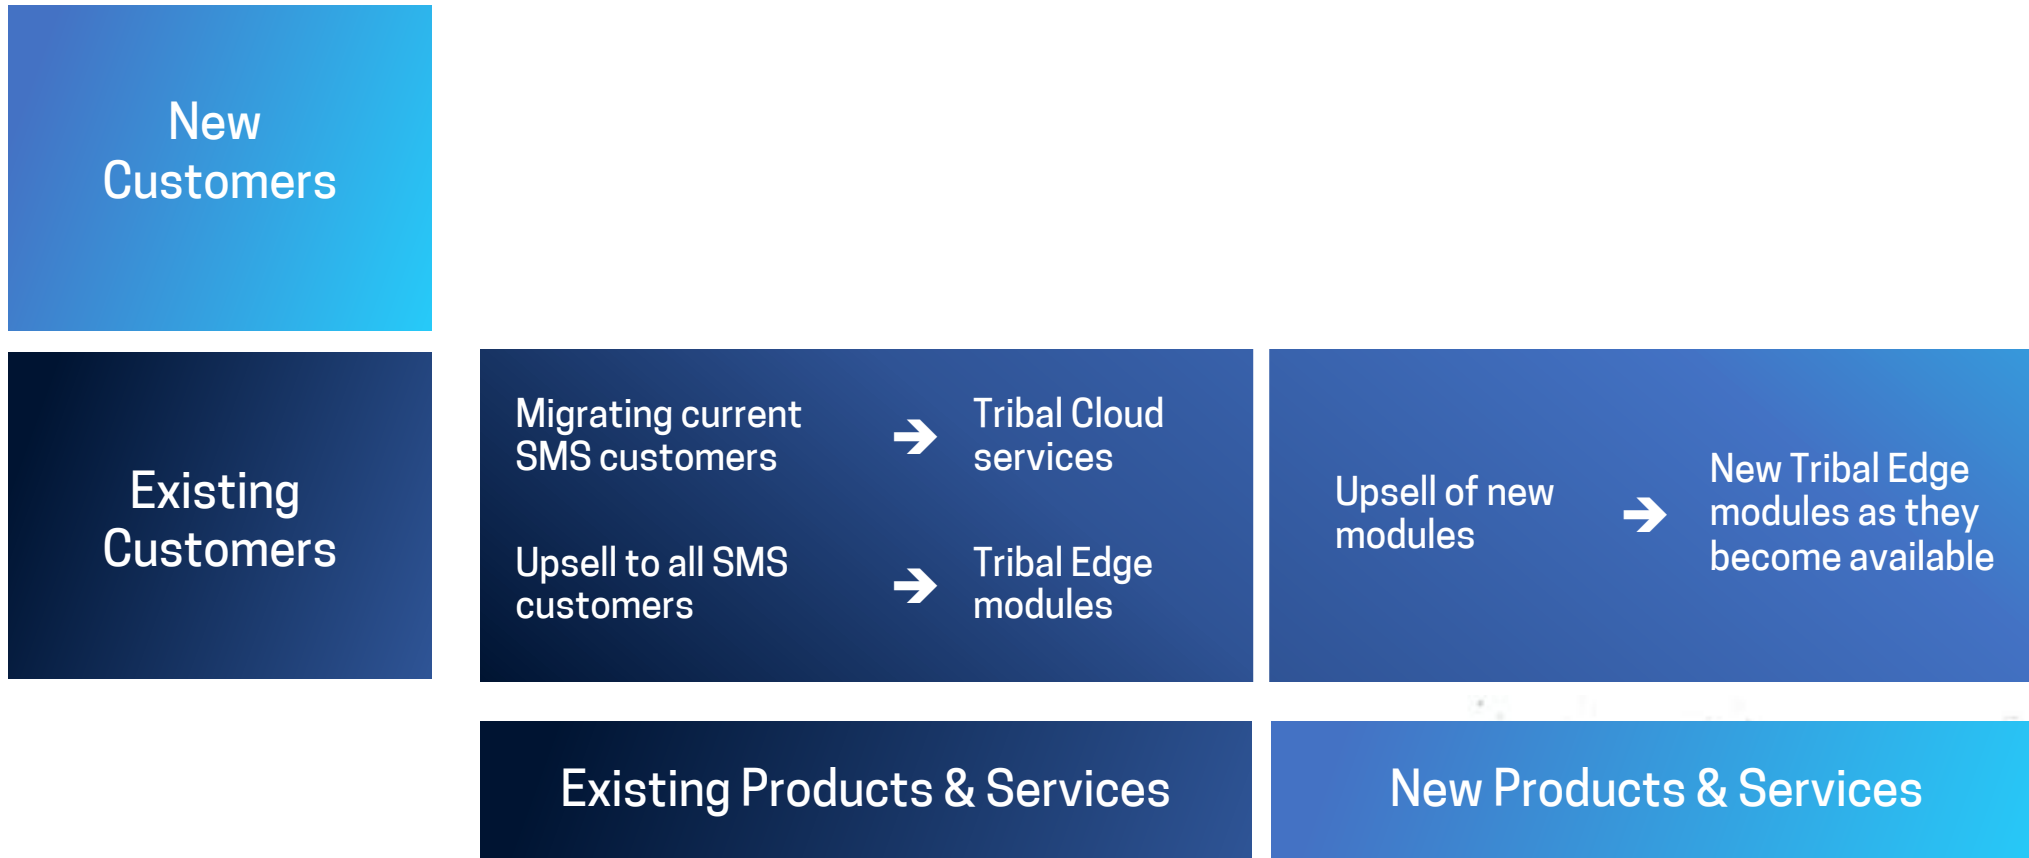 New
Customers
Existing
Customers
Migrating current
SMS customers
➔
Tribal Cloud
services
Upsell to all SMS
customers
➔
Tribal Edge
modules
Upsell of new
modules
➔
New Tribal Edge
modules as they
become available
Existing Products & Services
New Products & Services